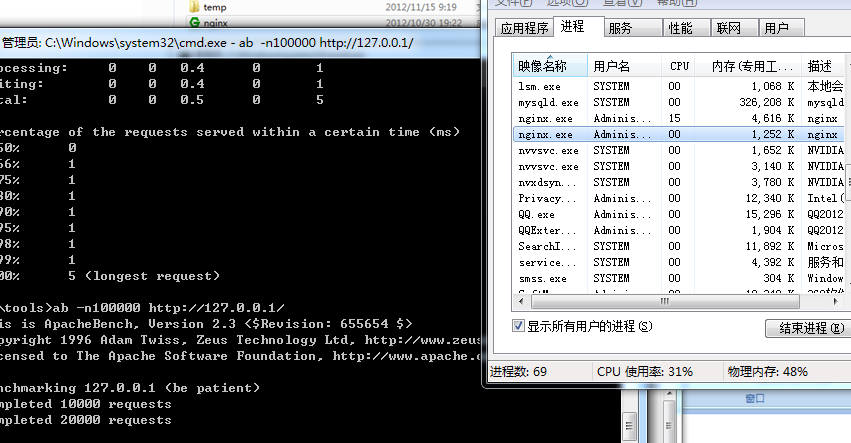 temp 2012/11/15 9:19
nginx 2012/10/30 19:22
管理员: C:\Windows\system32\cmd.exe - ab -n100000 http://127.0.0.1/
ocessing: 0 0 0.4 0 1
iting: 0 0 0.4 0 1
tal: 0 0 0.5 0 5
rcentage of the requests served within a certain time (ms)
50% 0
66% 1
75% 1
80% 1
90% 1
95% 1
98% 1
99% 1
00% 5 (longest request)
\tools>ab -n100000 http://127.0.0.1/
is is ApacheBench, Version 2.3 <$Revision: 655654 $>
pyright 1996 Adam Twiss, Zeus Technology Ltd, http://www.zeus
censed to The Apache Software Foundation, http://www.apache.
nchmarking 127.0.0.1 (be patient)
mpleted 10000 requests
mpleted 20000 requests
文件(F) 选项(O) 查看(V) 帮助(H)
应用程序 进程 服务 性能 联网 用户
映像名称 用户名 CPU 内存(专用工... 描述
lsm.exe SYSTEM 00 1,068 K 本地会
mysqld.exe SYSTEM 00 326,208 K mysqld
nginx.exe Adminis... 15 4,616 K nginx
nginx.exe Adminis... 00 1,252 K nginx
nvvsvc.exe SYSTEM 00 1,652 K NVIDIA
nvvsvc.exe SYSTEM 00 3,140 K NVIDIA
nvxdsyn... SYSTEM 00 3,780 K NVIDIA
Privacy... Adminis... 00 12,340 K Intel(
QQ.exe Adminis... 00 15,296 K QQ2012
QQExter... Adminis... 00 1,904 K QQ2012
SearchI... SYSTEM 00 11,892 K Micros
service... SYSTEM 00 4,392 K 服务和
smss.exe SYSTEM 00 304 K Window
显示所有用户的进程(S)
结束进程(E)
进程数: 69 CPU 使用率: 31% 物理内存: 48%
窗口